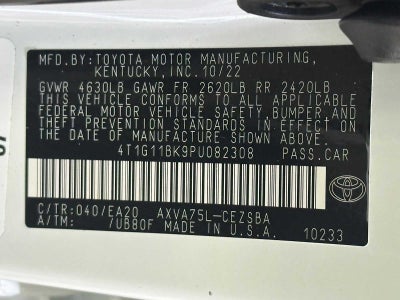 MFD.BY:TOYOTA MOTOR MANUFACTURING,
KENTUCKY,INC.10/22
GVWR 4630LB GAWR FR 2620LB RR 2420LB
THIS VEHICLE CONFORMS TO ALL APPLICABLE
FEDERAL MOTOR VEHICLE SAFETY, BUMPER, AND
THEFT PREVENTION STANDARDS IN EFFECT ON
THE DATE OF MANUFACTURE SHOWN ABOVE.
4T1G11BK9PU082308 PASS.CAR
C/TR:040/EA20 AXVA75L-CEZSBA
A/TM: /UB80F MADE IN U.S.A.
10233